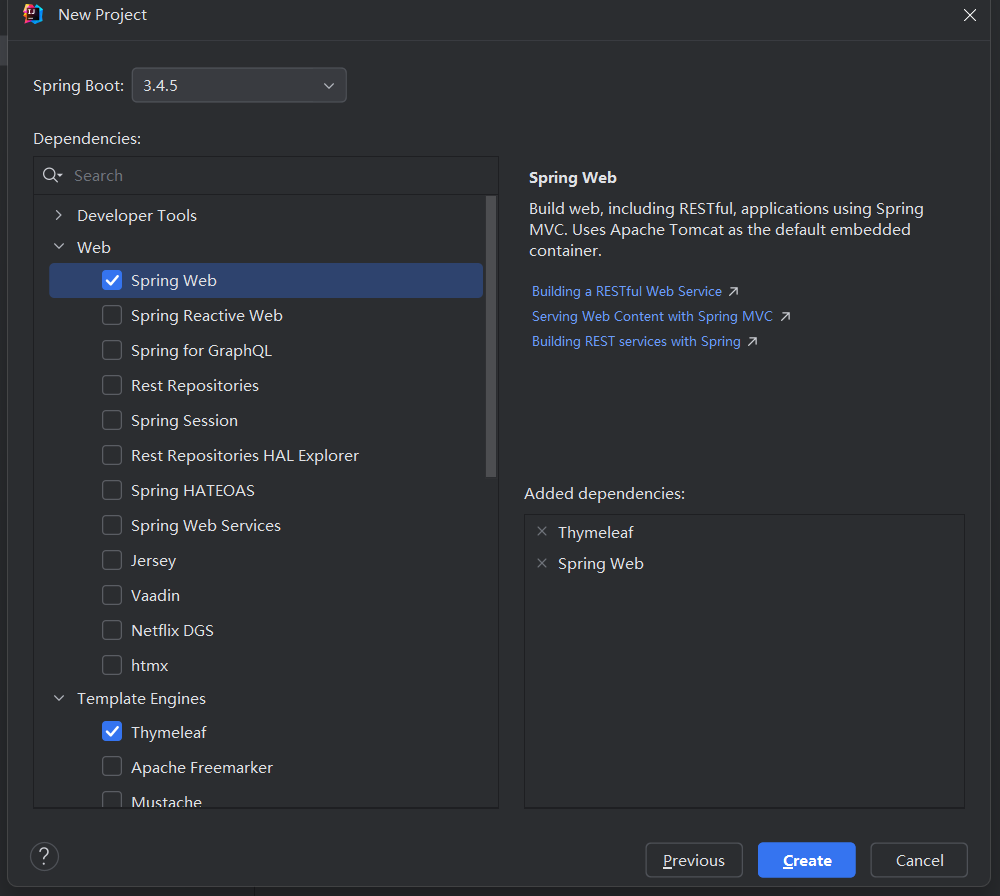 New Project
Spring Boot: 3.4.5
Dependencies:
Search
Developer Tools
Web
Spring Web
Spring Reactive Web
Spring for GraphQL
Rest Repositories
Spring Session
Rest Repositories HAL Explorer
Spring HATEOAS
Spring Web Services
Jersey
Vaadin
Netflix DGS
htmx
Template Engines
Thymeleaf
Apache Freemarker
Mustache
Spring Web
Build web, including RESTful, applications using Spring
MVC. Uses Apache Tomcat as the default embedded
container.
Building a RESTful Web Service ↗
Serving Web Content with Spring MVC ↗
Building REST services with Spring ↗
Added dependencies:
Thymeleaf
Spring Web
?
Previous
Create
Cancel